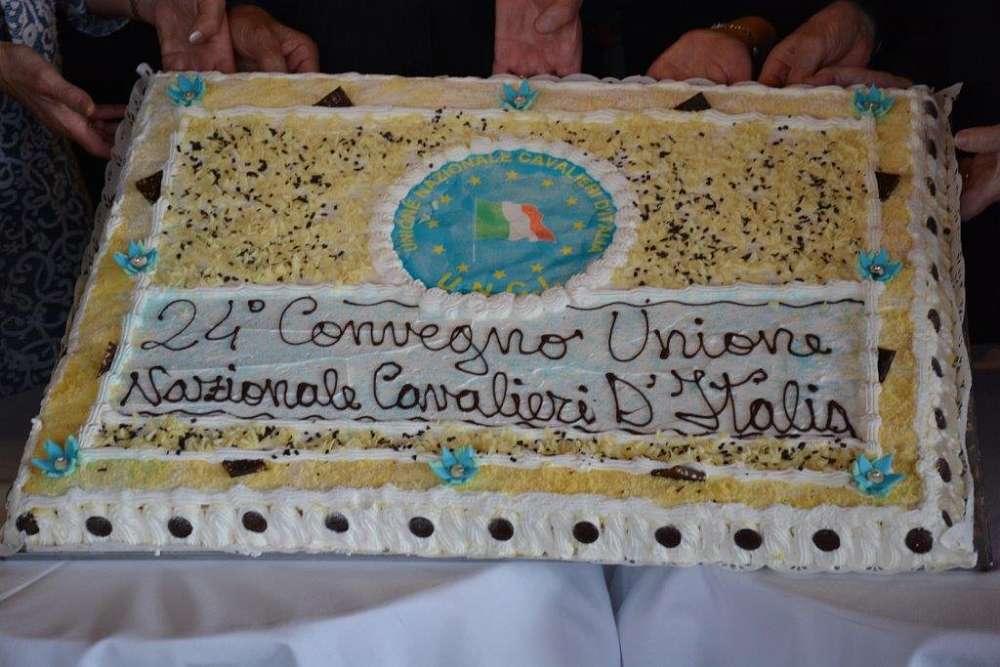 UNIONE NAZIONALE CAVALIERI D'ITALIA
U.N.C.I.
24° Convegno Unione
Nazionale Cavalieri D'Italia